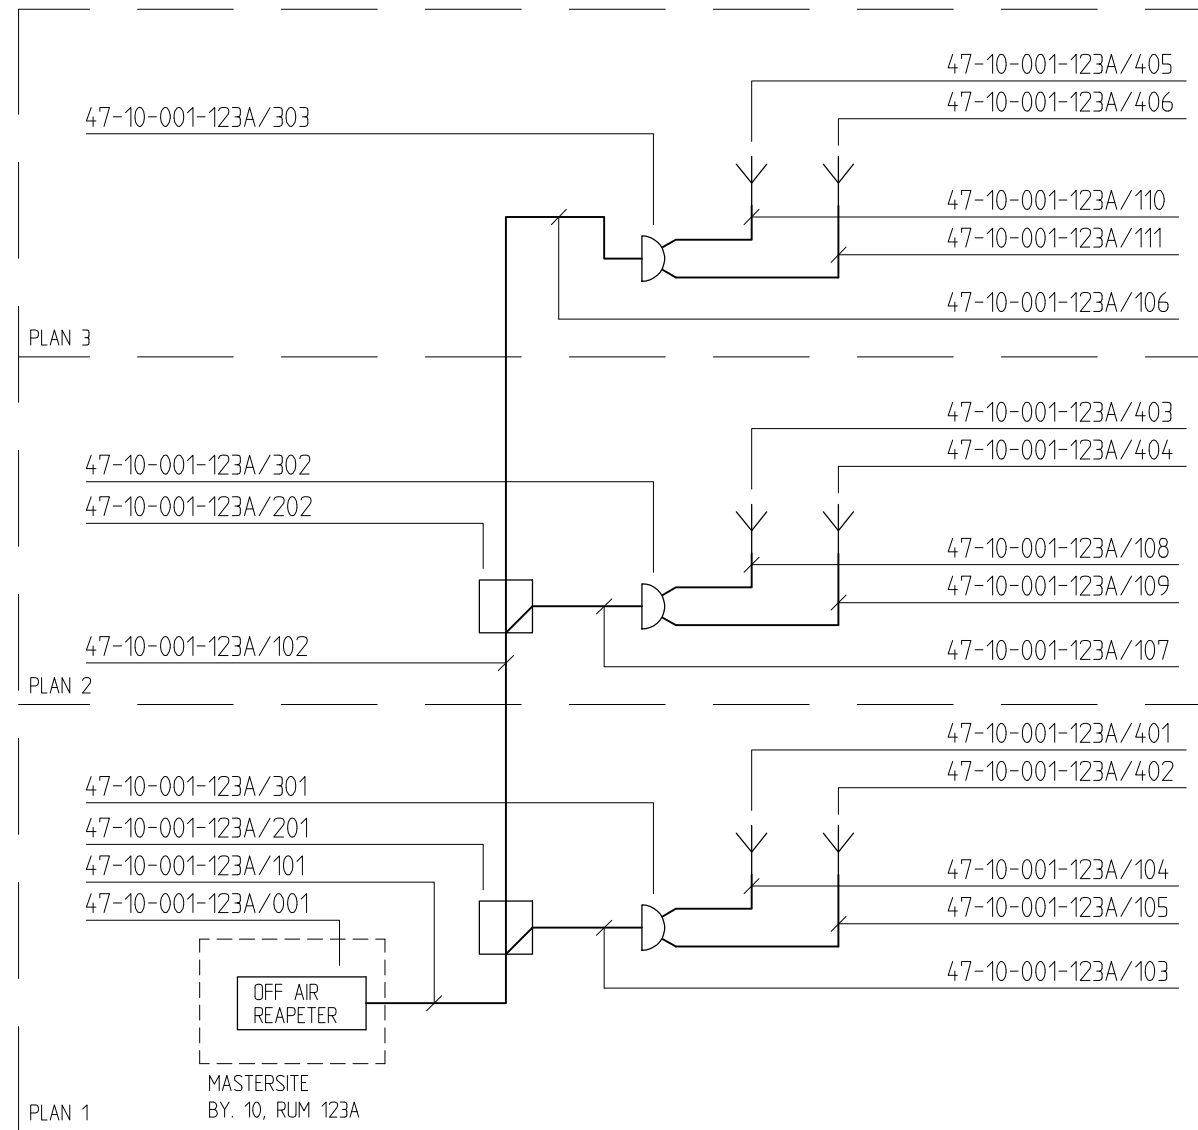 47-10-001-123A/405
47-10-001-123A/406
47-10-001-123A/303
47-10-001-123A/110
47-10-001-123A/111
47-10-001-123A/106
PLAN 3
47-10-001-123A/403
47-10-001-123A/404
47-10-001-123A/302
47-10-001-123A/202
47-10-001-123A/108
47-10-001-123A/109
47-10-001-123A/102
47-10-001-123A/107
PLAN 2
47-10-001-123A/401
47-10-001-123A/402
47-10-001-123A/301
47-10-001-123A/201
47-10-001-123A/101
47-10-001-123A/104
47-10-001-123A/001
47-10-001-123A/105
47-10-001-123A/103
OFF AIR
REAPETER
MASTERSITE
BY. 10, RUM 123A
PLAN 1